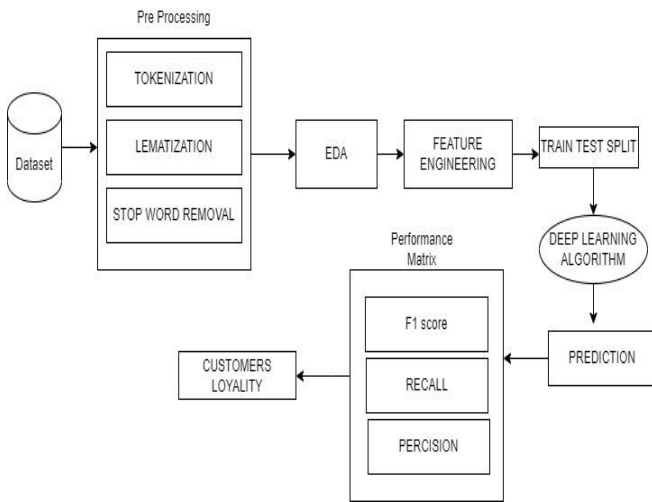 Pre Processing
TOKENIZATION
LEMATIZATION
STOP WORD REMOVAL
Dataset
EDA
FEATURE
ENGINEERING
TRAIN TEST SPLIT
DEEP LEARNING
ALGORITHM
PREDICTION
Performance
Matrix
F1 score
RECALL
PERCISION
CUSTOMERS
LOYALITY